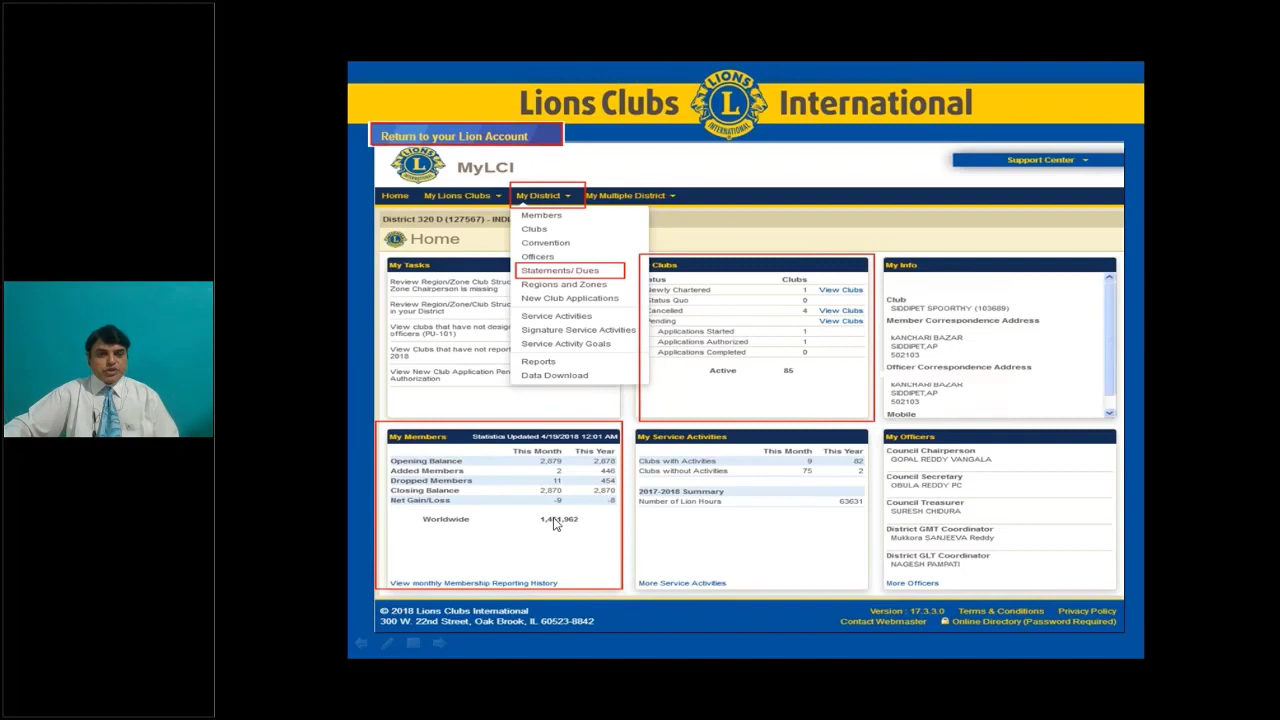 Lions Clubs International
LIONS
L
INTERNATIONAL
Return to your Lion Account
MyLCI
Support Center
Home My Lions Clubs My District My Multiple District
District 320 D (127567) - IND
Home
Members
Clubs
Convention
Officers
Statements/ Dues
Regions and Zones
New Club Applications
Service Activities
Signature Service Activities
Service Activity Goals
Reports
Data Download
My Tasks
Review Region/Zone Club Struc
Zone Chairperson is missing
Review Region/Zone/Club Struc
in your District
View clubs that have not desig
officers (PU-101)
View Clubs that have not report
2018
View New Club Application Pen
Authorization
Clubs
tatus Clubs
Newly Chartered 1 View Clubs
Status Quo 0
Cancelled 4 View Clubs
Pending View Clubs
Applications Started 1
Applications Authorized 1
Applications Completed 0
Active 85
My Info
Club
SIDDIPET SPOORTHY (103689)
Member Correspondence Address
KANCHARI BAZAR
SIDDIPET,AP
502103
Officer Correspondence Address
KANCHARI BAZAR
SIDDIPET,AP
502103
Mobile
My Members Statistics Updated 4/19/2018 12:01 AM
This Month This Year
Opening Balance 2,879 2,878
Added Members 2 446
Dropped Members 11 454
Closing Balance 2,870 2,870
Net Gain/Loss -9 -8
Worldwide
View monthly Membership Reporting History
My Service Activities
This Month This Year
Clubs with Activities 9 82
Clubs without Activities 75 2
2017-2018 Summary
Number of Lion Hours 63631
More Service Activities
My Officers
Council Chairperson
GOPAL REDDY VANGALA
Council Secretary
OBULA REDDY PC
Council Treasurer
SURESH CHIDURA
District GMT Coordinator
Mukkora SANJEEVA Reddy
District GLT Coordinator
NAGESH PAMPATI
More Officers
© 2018 Lions Clubs International
300 W. 22nd Street, Oak Brook, IL 60523-8842
Version : 17.3.3.0 Terms & Conditions Privacy Policy
Contact Webmaster Online Directory (Password Required)